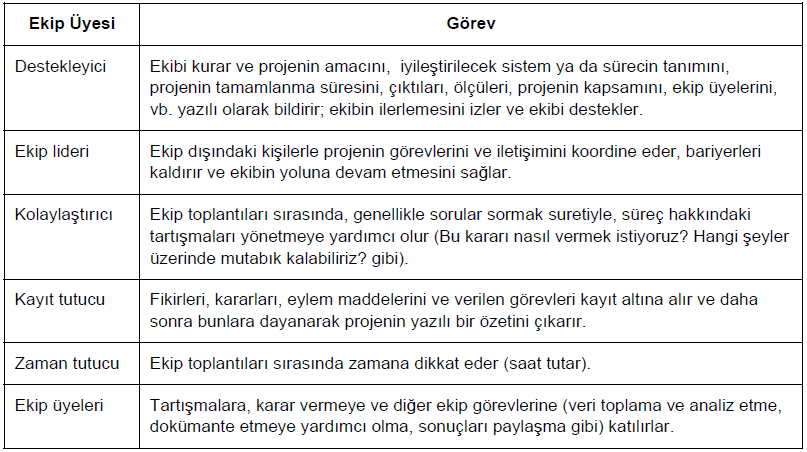 Ekip Üyesi
Görev
Destekleyici
Ekibi kurar ve projenin amacını, iyileştirilecek sistem ya da sürecin tanımını,
projenin tamamlanma süresini, çıktıları, ölçüleri, projenin kapsamını, ekip üyelerini,
vb. yazılı olarak bildirir; ekibin ilerlemesini izler ve ekibi destekler.
Ekip lideri
Ekip dışındaki kişilerle projenin görevlerini ve iletişimini koordine eder, bariyerleri
kaldırır ve ekibin yoluna devam etmesini sağlar.
Kolaylaştırıcı
Ekip toplantıları sırasında, genellikle sorular sormak suretiyle, süreç hakkındaki
tartışmaları yönetmeye yardımcı olur (Bu kararı nasıl vermek istiyoruz? Hangi şeyler
üzerinde mutabık kalabiliriz? gibi).
Kayıt tutucu
Fikirleri, kararları, eylem maddelerini ve verilen görevleri kayıt altına alır ve daha
sonra bunlara dayanarak projenin yazılı bir özetini çıkarır.
Zaman tutucu
Ekip toplantıları sırasında zamana dikkat eder (saat tutar).
Ekip üyeleri
Tartışmalara, karar vermeye ve diğer ekip görevlerine (veri toplama ve analiz etme,
dokümante etmeye yardımcı olma, sonuçları paylaşma gibi) katılırlar.